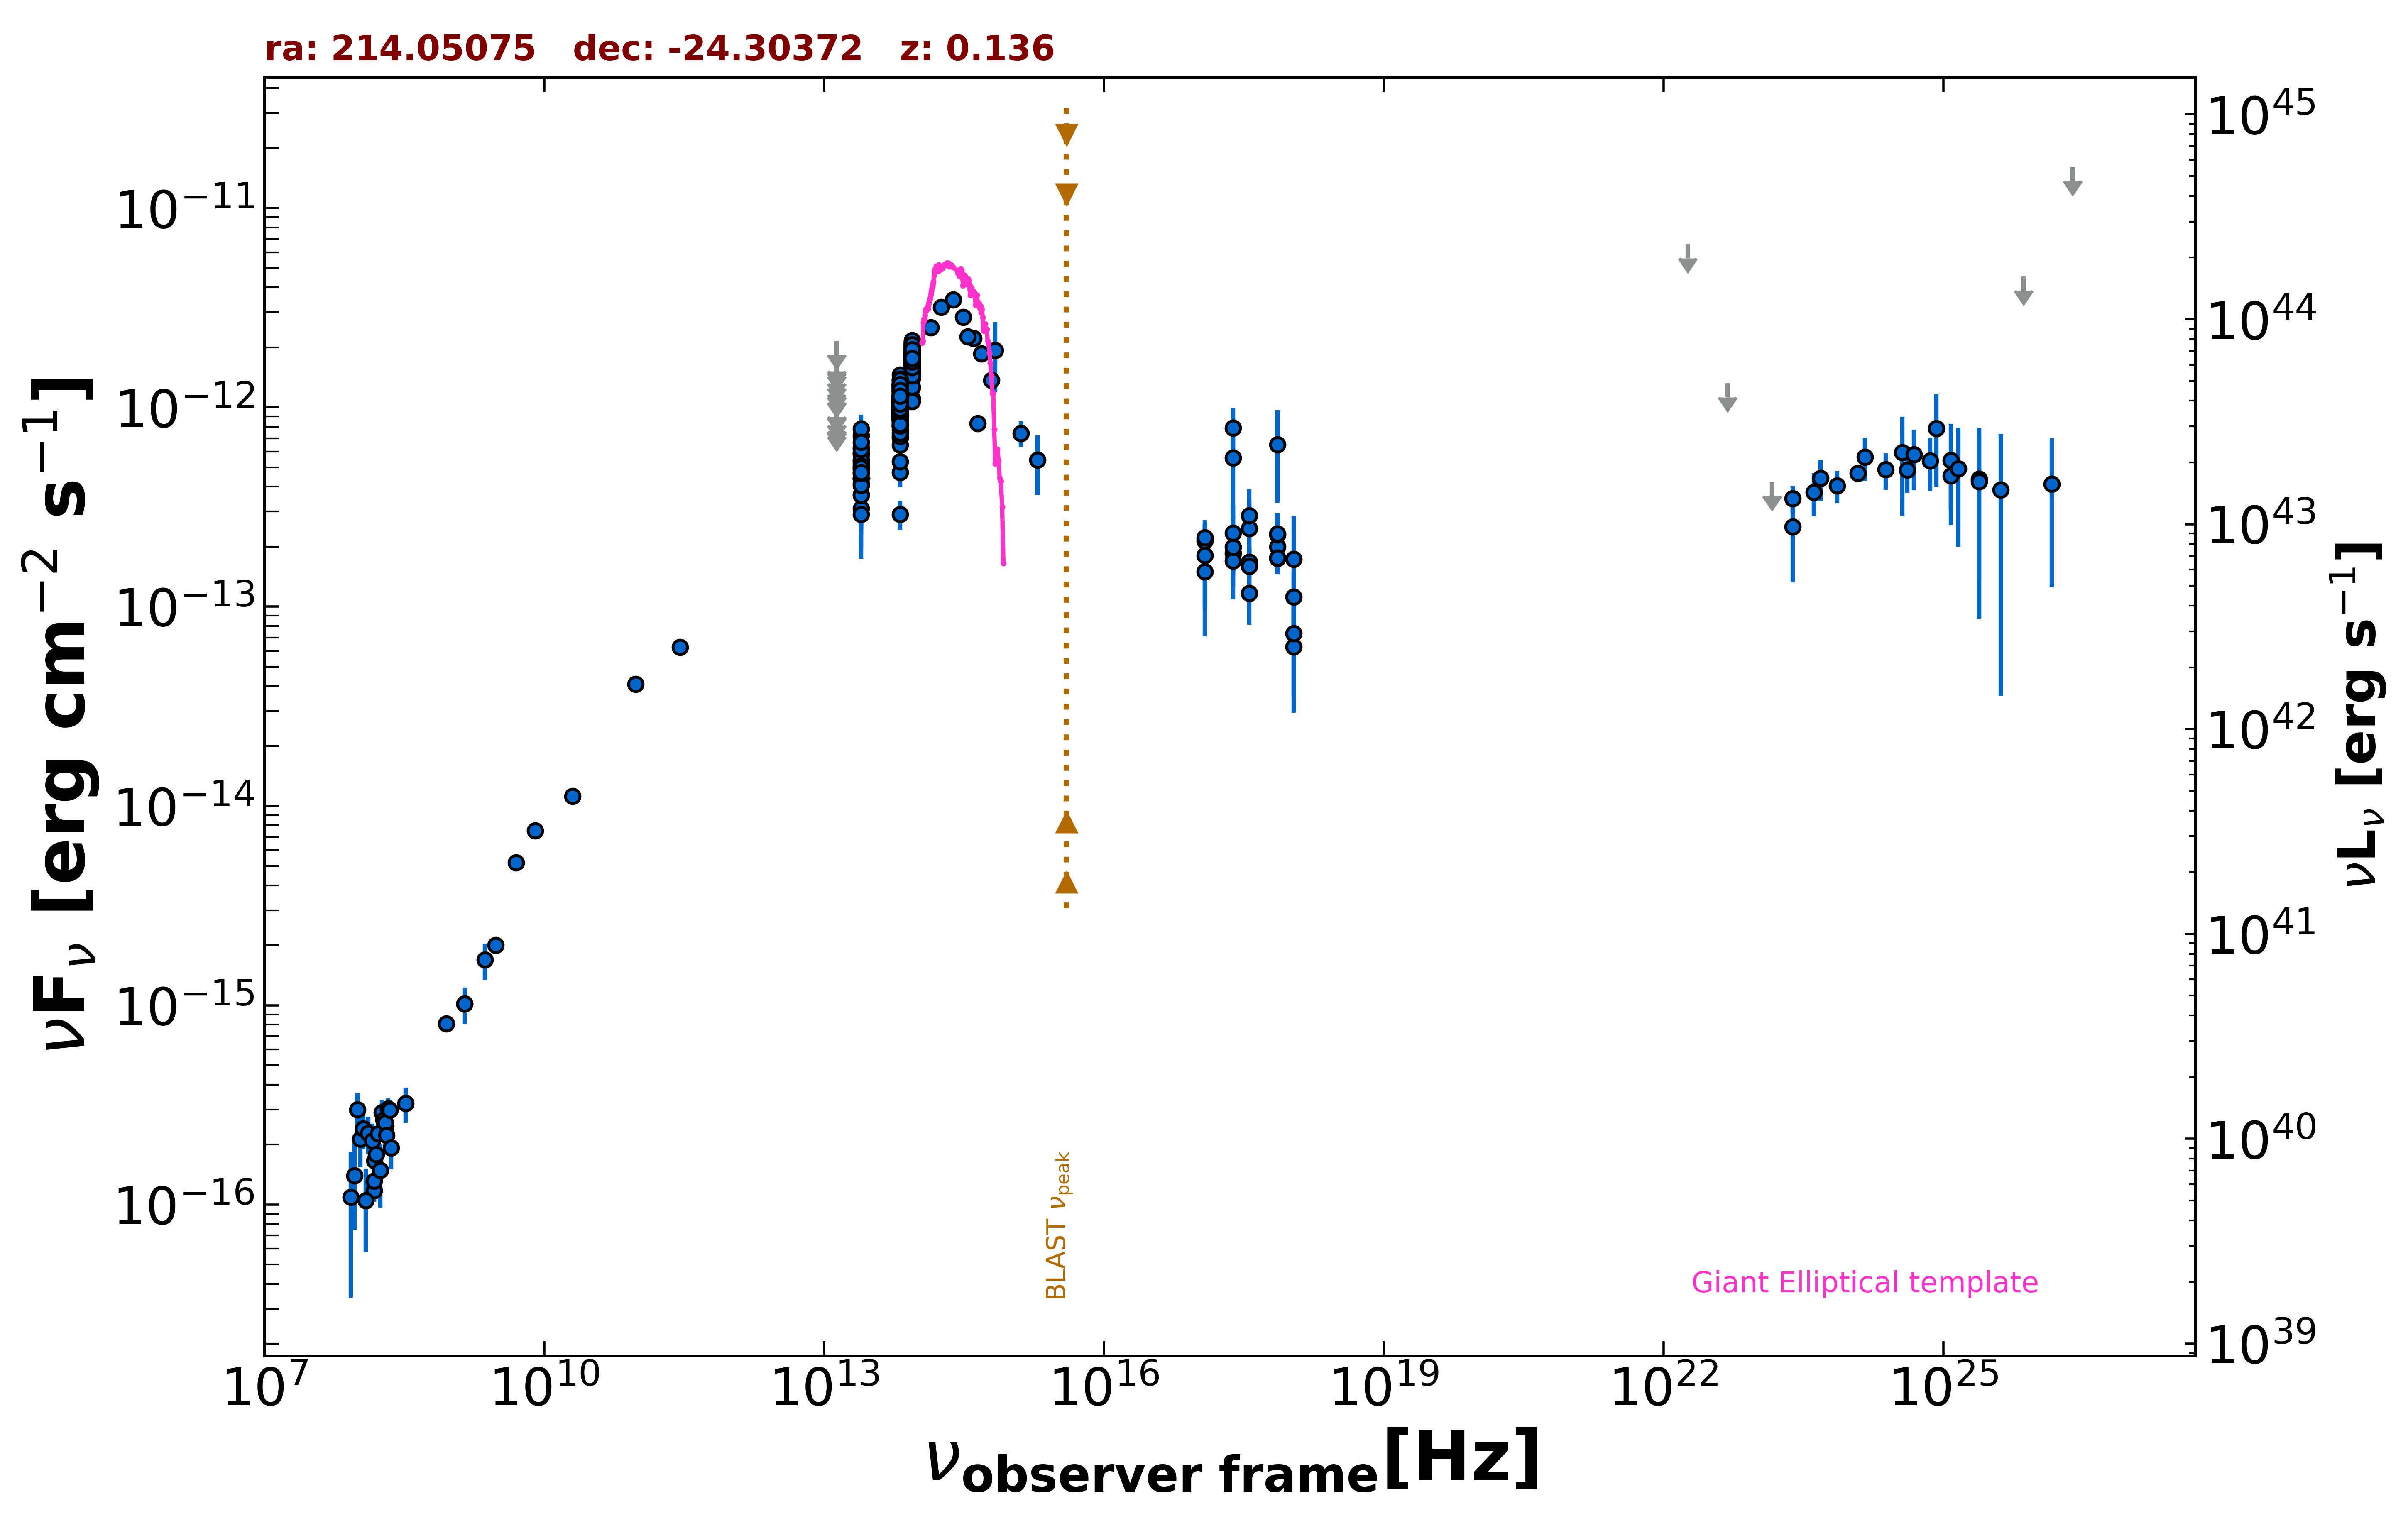 ra: 214.05075 dec: -24.30372 z: 0.136
νFν [erg cm−2 s−1]
10−11
10−12
10−13
10−14
10−15
10−16
1045
1044
1043
1042
1041
1040
1039
νLν [erg s−1]
BLAST νpeak
Giant Elliptical template
107 1010 1013 1016 1019 1022 1025
νobserver frame[Hz]